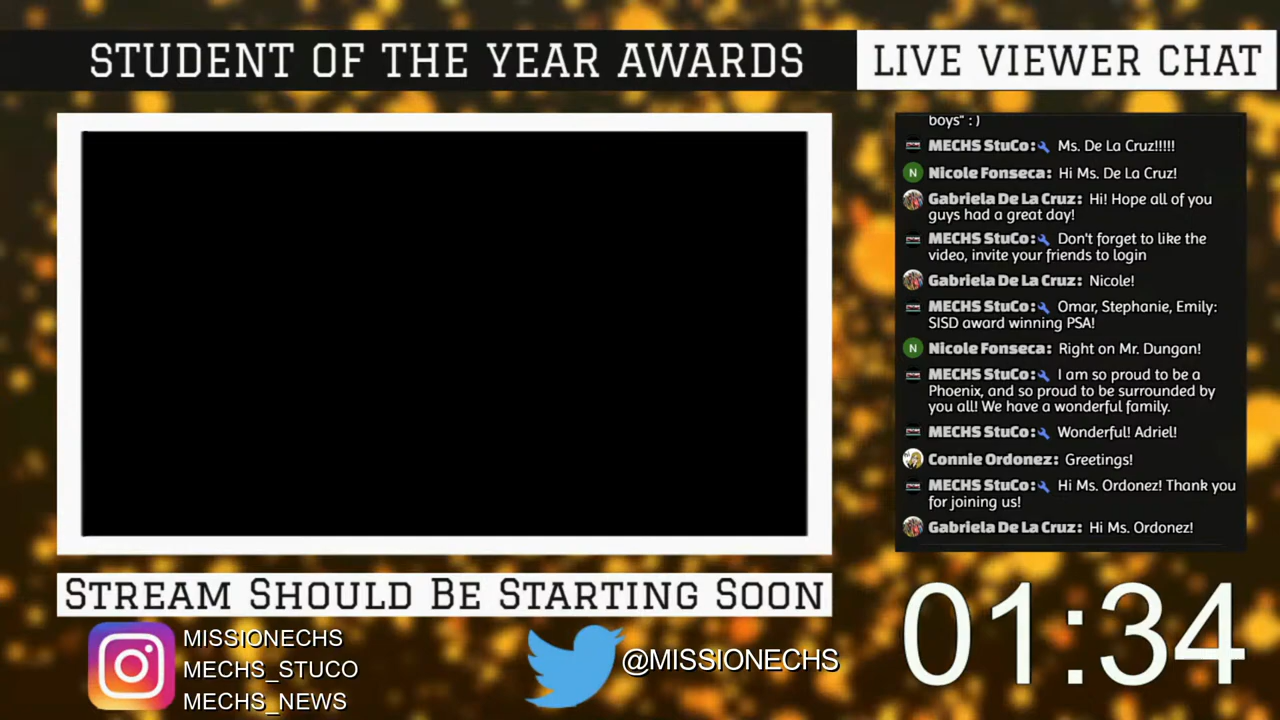 STUDENT OF THE YEAR AWARDS
LIVE VIEWER CHAT
boys" : )
MECHS StuCo: Ms. De La Cruz!!!!!
N Nicole Fonseca: Hi Ms. De La Cruz!
Gabriela De La Cruz: Hi! Hope all of you
guys had a great day!
MECHS StuCo: Don't forget to like the
video, invite your friends to login
Gabriela De La Cruz: Nicole!
MECHS StuCo: Omar, Stephanie, Emily:
SISD award winning PSA!
N Nicole Fonseca: Right on Mr. Dungan!
MECHS StuCo: I am so proud to be a
Phoenix, and so proud to be surrounded by
you all! We have a wonderful family.
MECHS StuCo: Wonderful! Adriel!
Connie Ordonez: Greetings!
MECHS StuCo: Hi Ms. Ordonez! Thank you
for joining us!
Gabriela De La Cruz: Hi Ms. Ordonez!
STREAM SHOULD BE STARTING SOON
MISSIONECHS
MECHS_STUCO
MECHS_NEWS
@MISSIONECHS
01:34